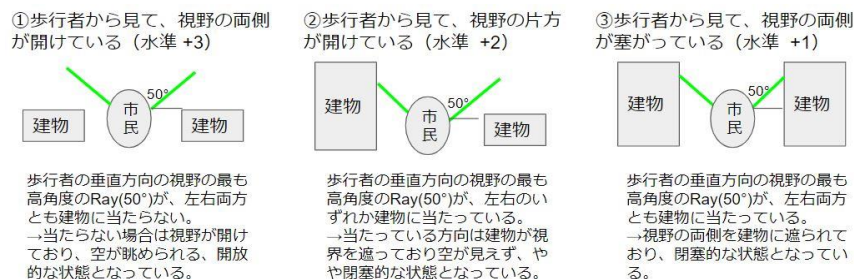 ①歩行者から見て、視野の両側
が開けている（水準 +3）
50°
市
民
建物
建物
歩行者の垂直方向の視野の最も
高角度のRay(50°)が、左右両方
とも建物に当たらない。
→当たらない場合は視野が開け
ており、空が眺められる、開放
的な状態となっている。
②歩行者から見て、視野の片方
が開けている（水準 +2）
建物
50°
市
民
建物
歩行者の垂直方向の視野の最も
高角度のRay(50°)が、左右のい
ずれか建物に当たっている。
→当たっている方向は建物が視
界を遮っており空が見えず、や
や閉塞的な状態となっている。
③歩行者から見て、視野の両側
が塞がっている（水準 +1）
建物
50°
市
民
建物
歩行者の垂直方向の視野の最も
高角度のRay(50°)が、左右両方
とも建物に当たっている。
→視野の両側を建物に遮られて
おり、閉塞的な状態となってい
る。